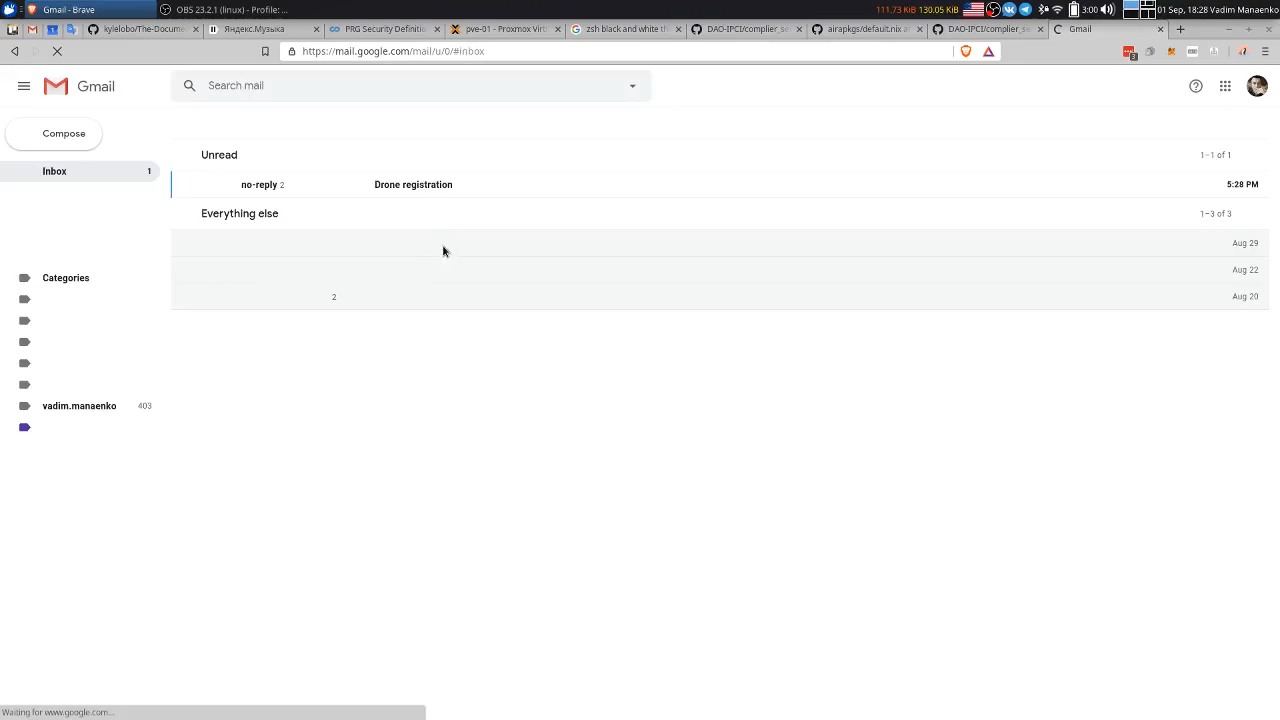 Gmail - Brave
OBS 23.2.1 (linux) - Profile: ...
111,73 KiB 130,05 KiB
3:00
01 Sep, 18:28 Vadim Manaenko
kylelobo/The-Docume
Яндекс.Музыка
PRG Security Definitio
pve-01 - Proxmox Virtu
zsh black and white th
DAO-IPCI/complier_se
airapkgs/default.nix a
DAO-IPCI/complier_se
Gmail
https://mail.google.com/mail/u/0/#inbox
3
Gmail
Search mail
Compose
Inbox 1
Unread
1–1 of 1
no-reply 2
Drone registration
5:28 PM
Everything else
1–3 of 3
Aug 29
Aug 22
2
Aug 20
Categories
vadim.manaenko 403
Waiting for www.google.com...